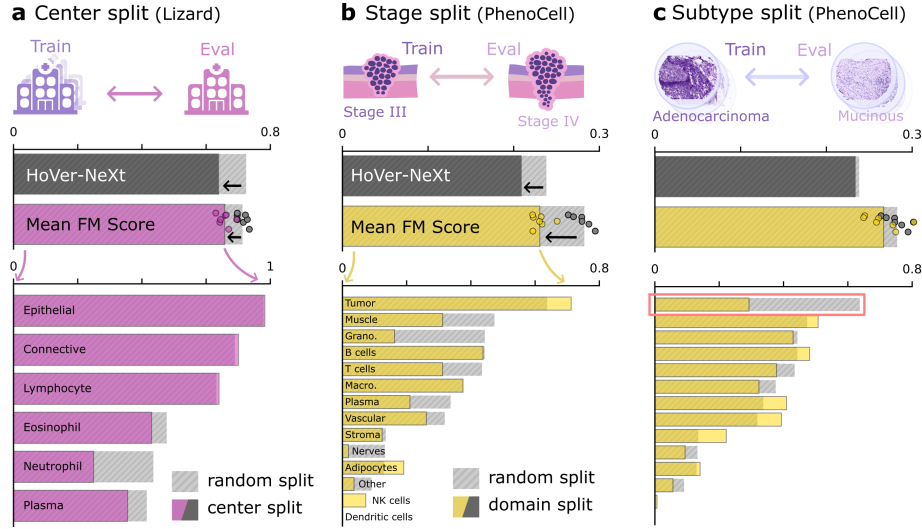 a Center split (Lizard)
Train
Eval
0
0.8
HoVer-NeXt
Mean FM Score
0
1
Epithelial
Connective
Lymphocyte
Eosinophil
Neutrophil
Plasma
random split
center split
b Stage split (PhenoCell)
Train
Eval
Stage III
Stage IV
0
0.3
HoVer-NeXt
Mean FM Score
0
0.8
Tumor
Muscle
Grano.
B cells
T cells
Macro.
Plasma
Vascular
Stroma
Nerves
Adipocytes
Other
NK cells
Dendritic cells
random split
domain split
c Subtype split (PhenoCell)
Train
Eval
Adenocarcinoma
Mucinous
0
0.3
0
0.8